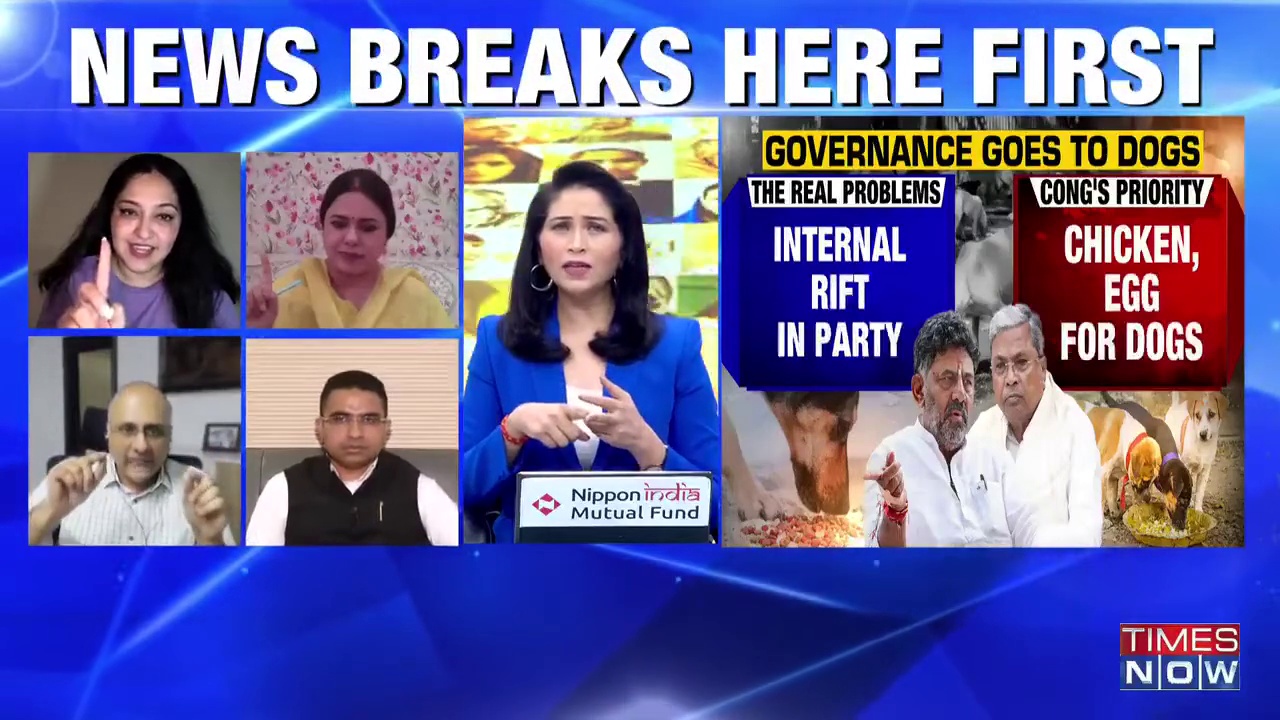 NEWS BREAKS HERE FIRST
GOVERNANCE GOES TO DOGS
THE REAL PROBLEMS
INTERNAL
RIFT
IN PARTY
CONG'S PRIORITY
CHICKEN,
EGG
FOR DOGS
Nippon india
Mutual Fund
TIMES
NOW